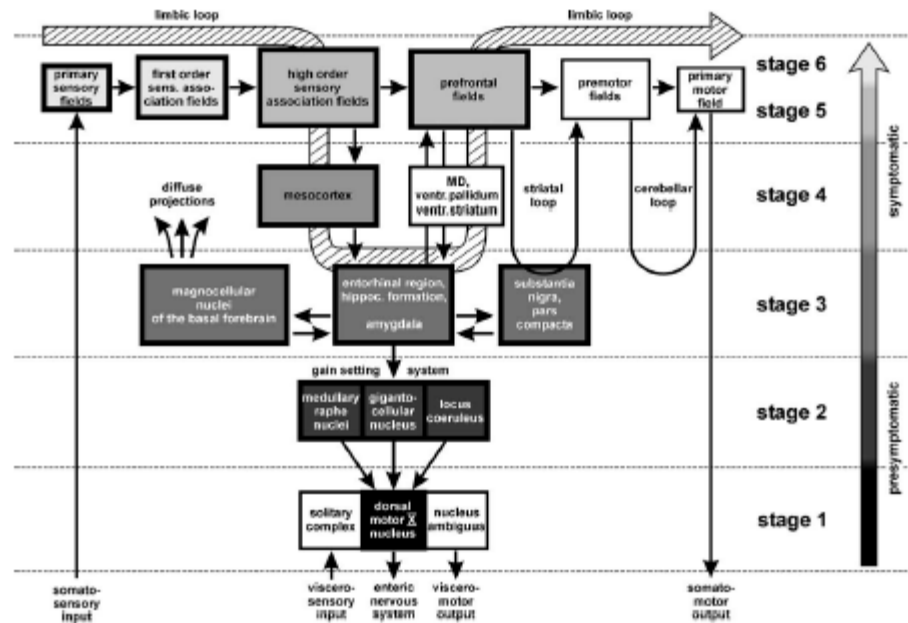 limbic loop
limbic loop
primary
sensory
fields
first order
sens. asso-
ciation fields
high order
sensory
association fields
prefrontal
fields
premotor
fields
primary
motor
field
stage 6
stage 5
diffuse
projections
mesocortex
MD,
ventr. pallidum
ventr. striatum
striatal
loop
cerebellar
loop
stage 4
symptomatic
magnocellular
nuclei
of the basal forebrain
entorhinal region,
hippoc. formation,
amygdala
substantia
nigra,
pars
compacta
stage 3
gain setting system
medullary
raphe
nuclei
giganto-
cellular
nucleus
locus
coeruleus
stage 2
presymptomatic
solitary
complex
dorsal
motor X
nucleus
nucleus
ambiguus
stage 1
somato-
sensory
input
viscero-
sensory
input
enteric
nervous
system
viscero-
motor
output
somato-
motor
output